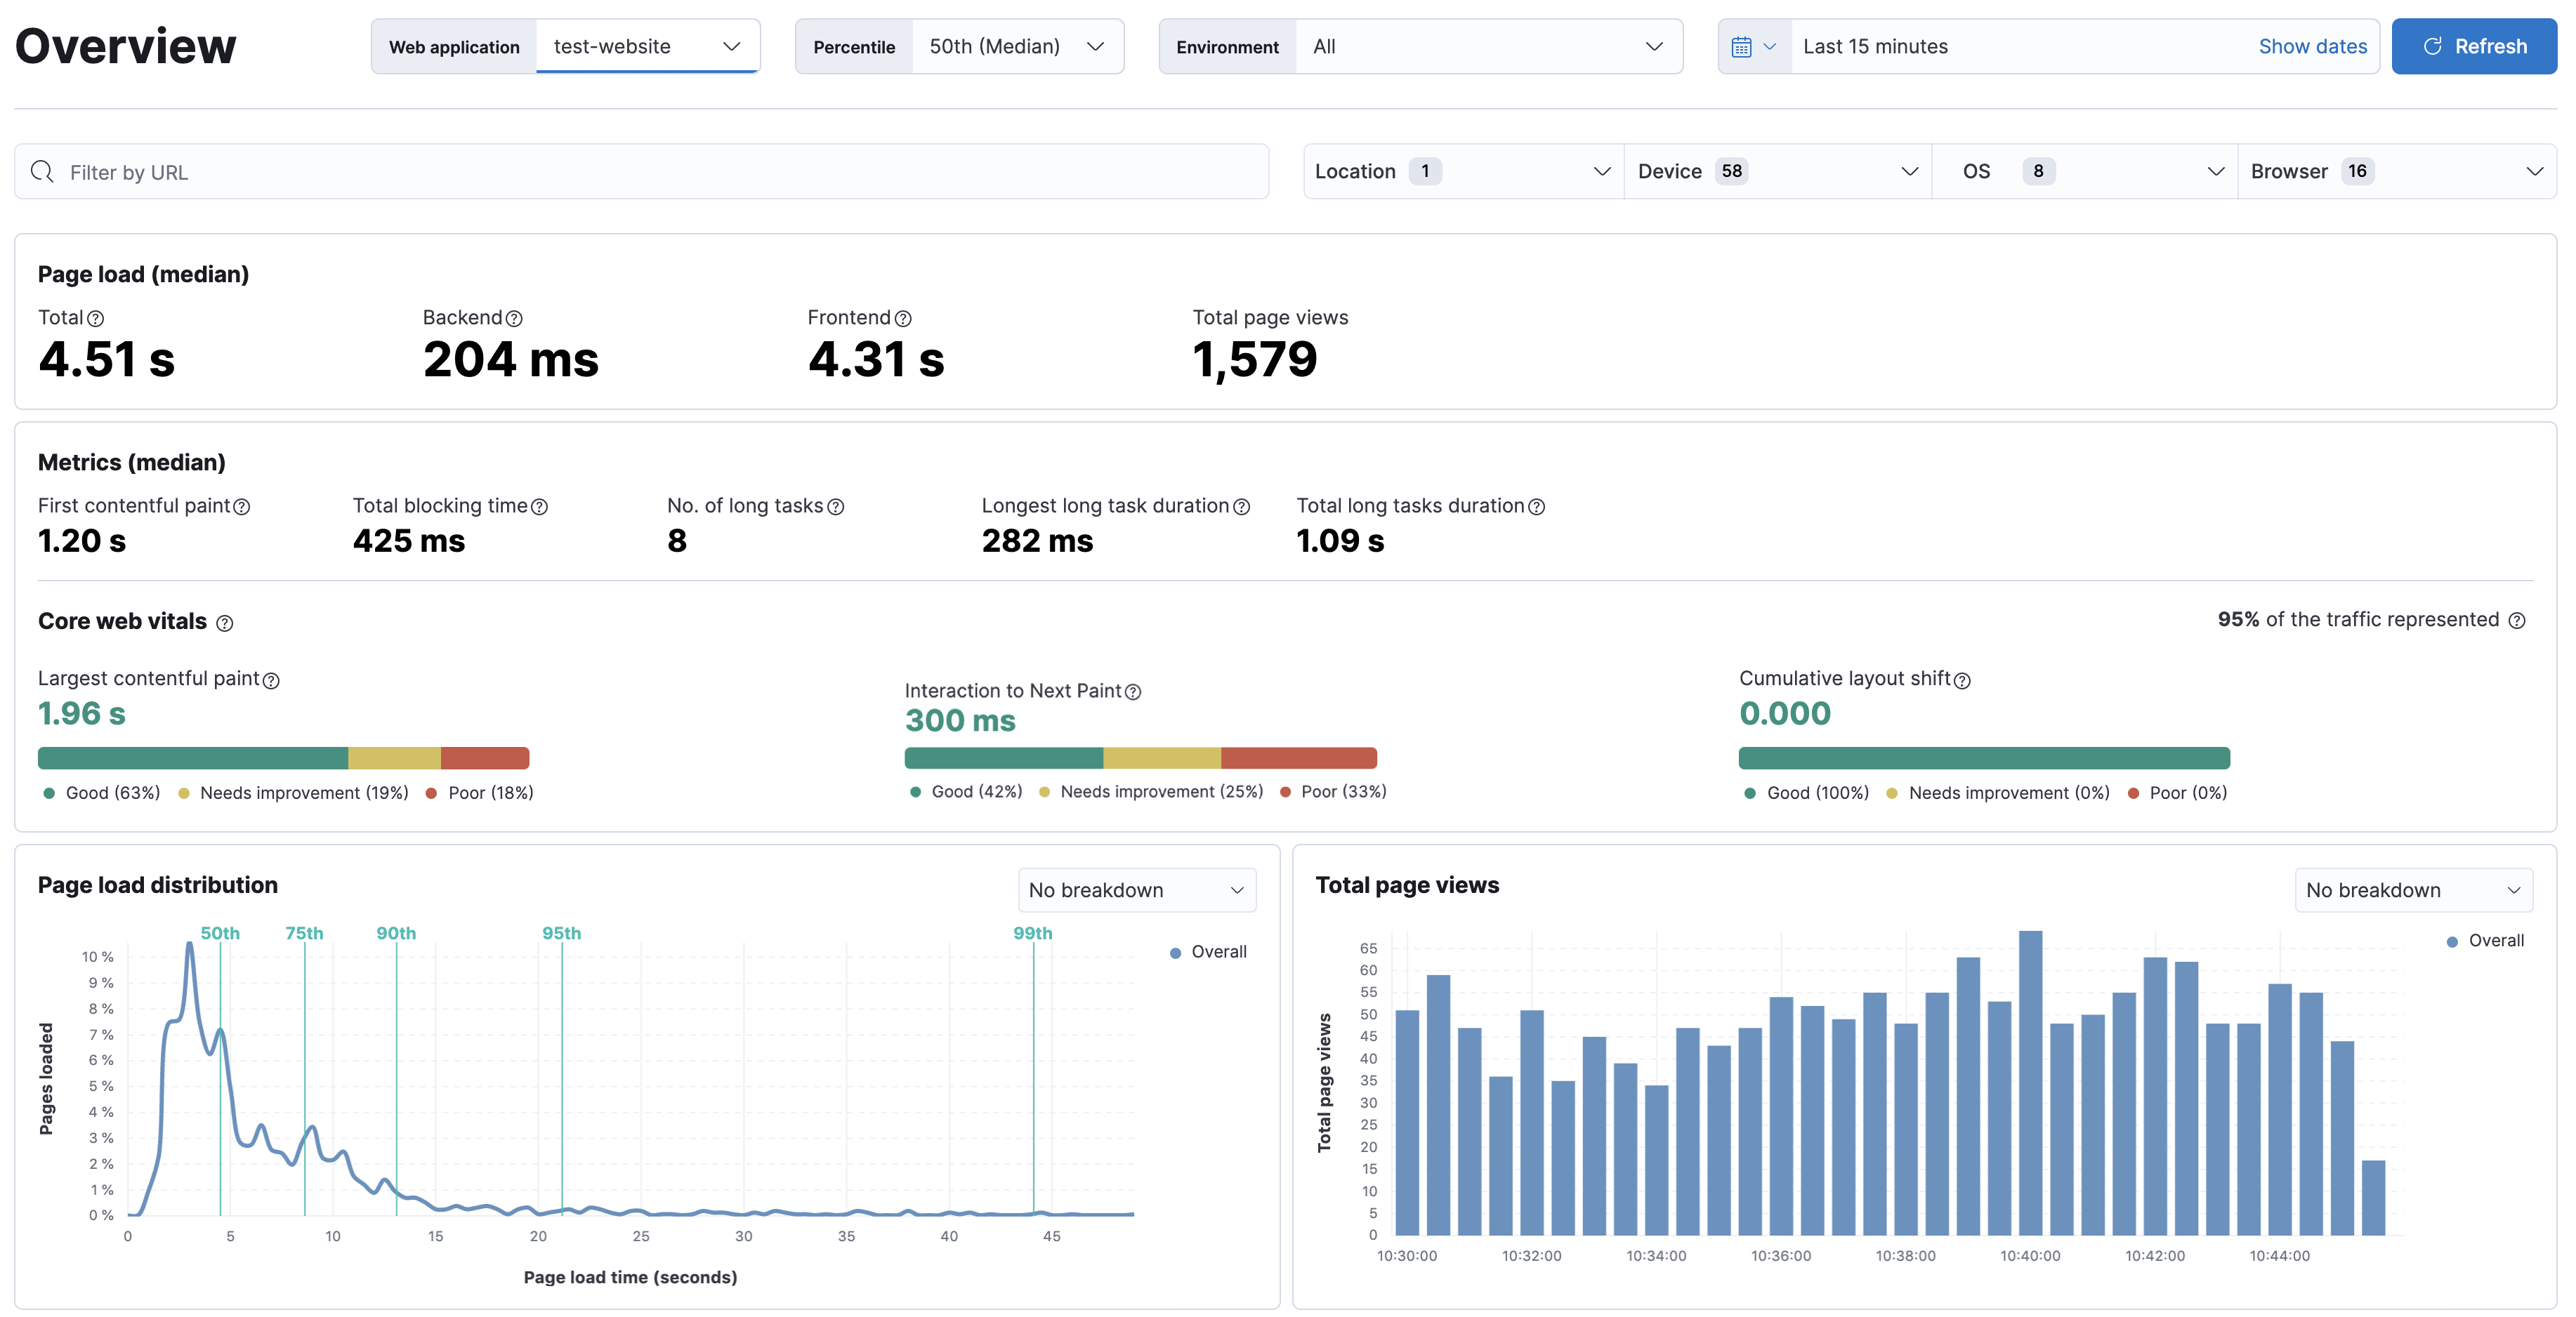 Overview
Web application test-website
Percentile 50th (Median)
Environment All
Last 15 minutes Show dates
Refresh
Filter by URL
Location 1
Device 58
OS 8
Browser 16
Page load (median)
Total Backend Frontend Total page views
4.51 s 204 ms 4.31 s 1,579
Metrics (median)
First contentful paint Total blocking time No. of long tasks Longest long task duration Total long tasks duration
1.20 s 425 ms 8 282 ms 1.09 s
Core web vitals
95% of the traffic represented
Largest contentful paint
1.96 s
Good (63%) Needs improvement (19%) Poor (18%)
Interaction to Next Paint
300 ms
Good (42%) Needs improvement (25%) Poor (33%)
Cumulative layout shift
0.000
Good (100%) Needs improvement (0%) Poor (0%)
Page load distribution
No breakdown
50th 75th 90th 95th 99th
Overall
10 %
9 %
8 %
7 %
6 %
5 %
4 %
3 %
2 %
1 %
0 %
Pages loaded
0 5 10 15 20 25 30 35 40 45
Page load time (seconds)
Total page views
No breakdown
Overall
65
60
55
50
45
40
35
30
25
20
15
10
5
0
Total page views
10:30:00 10:32:00 10:34:00 10:36:00 10:38:00 10:40:00 10:42:00 10:44:00